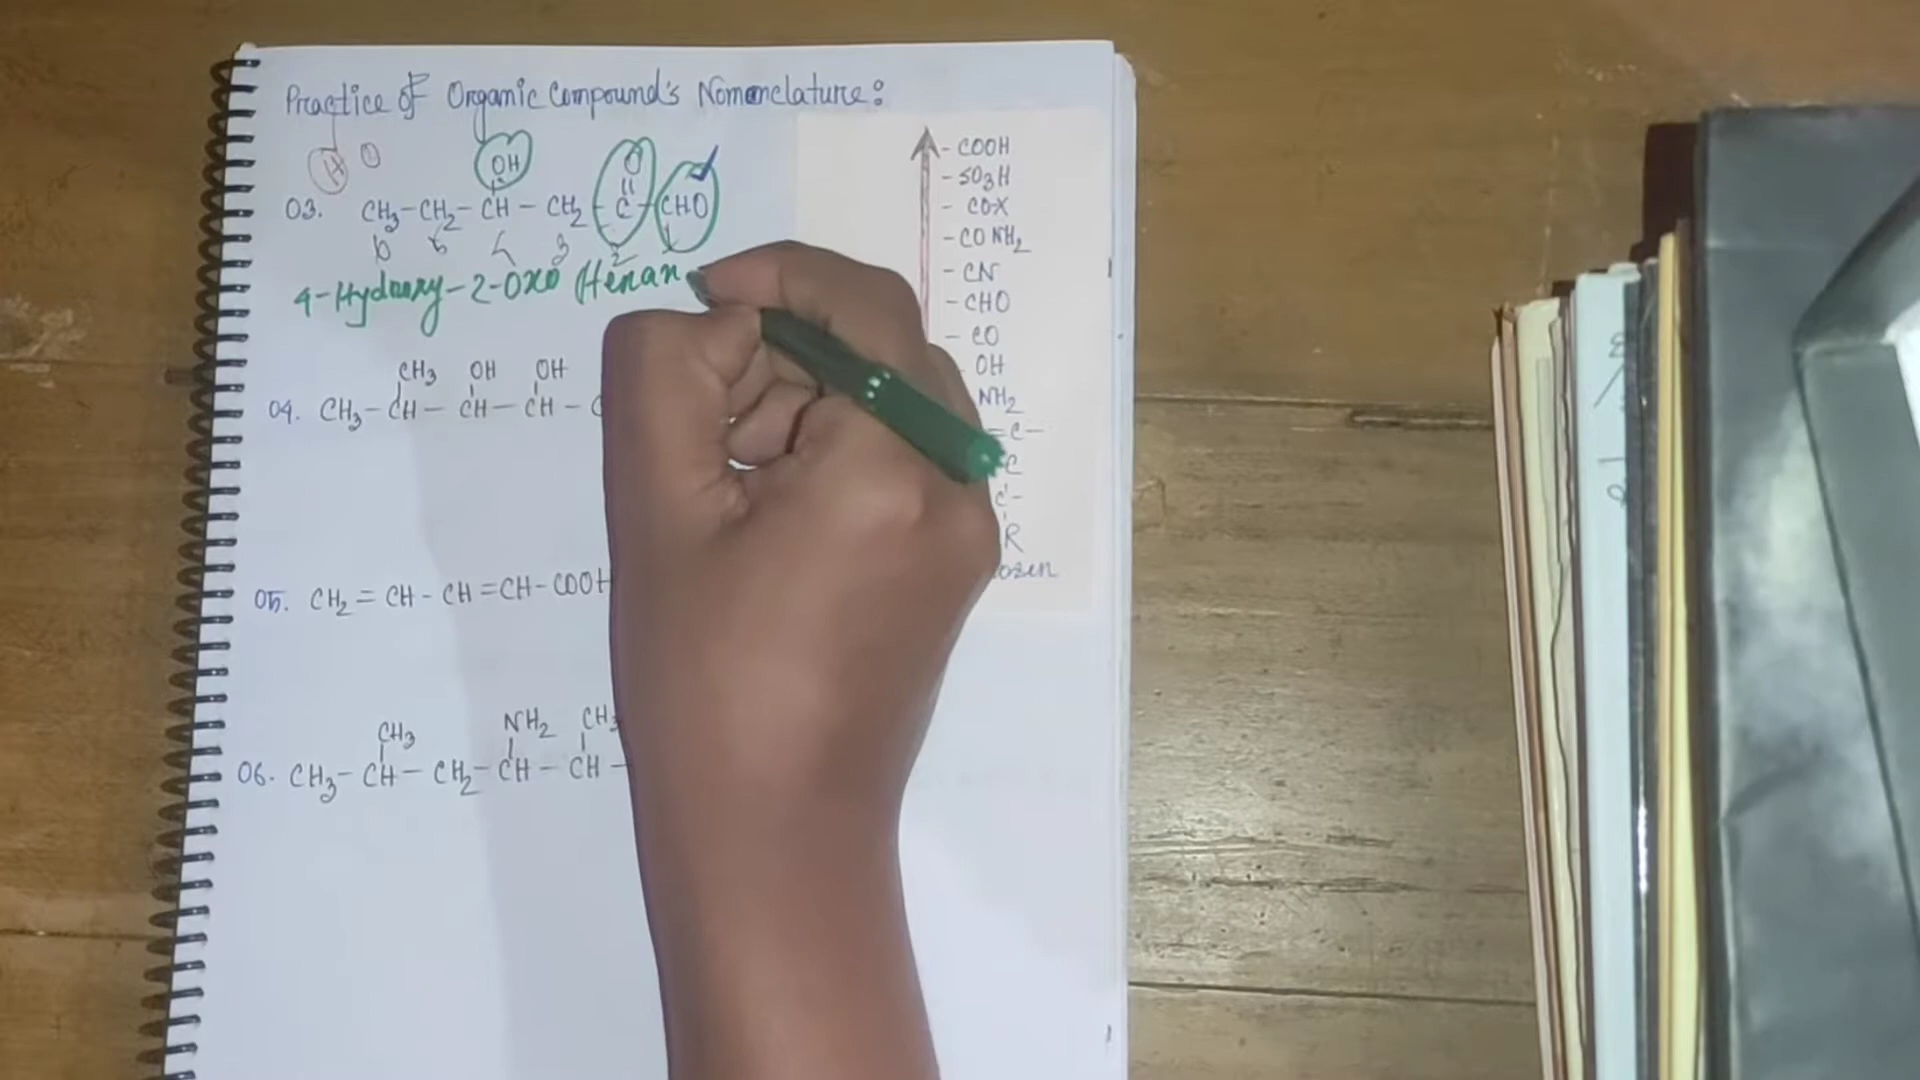 Practice of Organic Compound's Nomenclature:
OH O
03. CH3-CH2-CH-CH2-C-CHO
6 5 4 3 2 1
4-Hydroxy-2-Oxo Hexan
CH3 OH OH
04. CH3-CH-CH-CH-C
05. CH2=CH-CH=CH-COOH
CH3 NH2 CH3
06. CH3-CH-CH2-CH-CH-
- COOH
- SO3H
- COX
- CONH2
- CN
- CHO
- CO
OH
NH2
=C-
C
C-
R
ozen